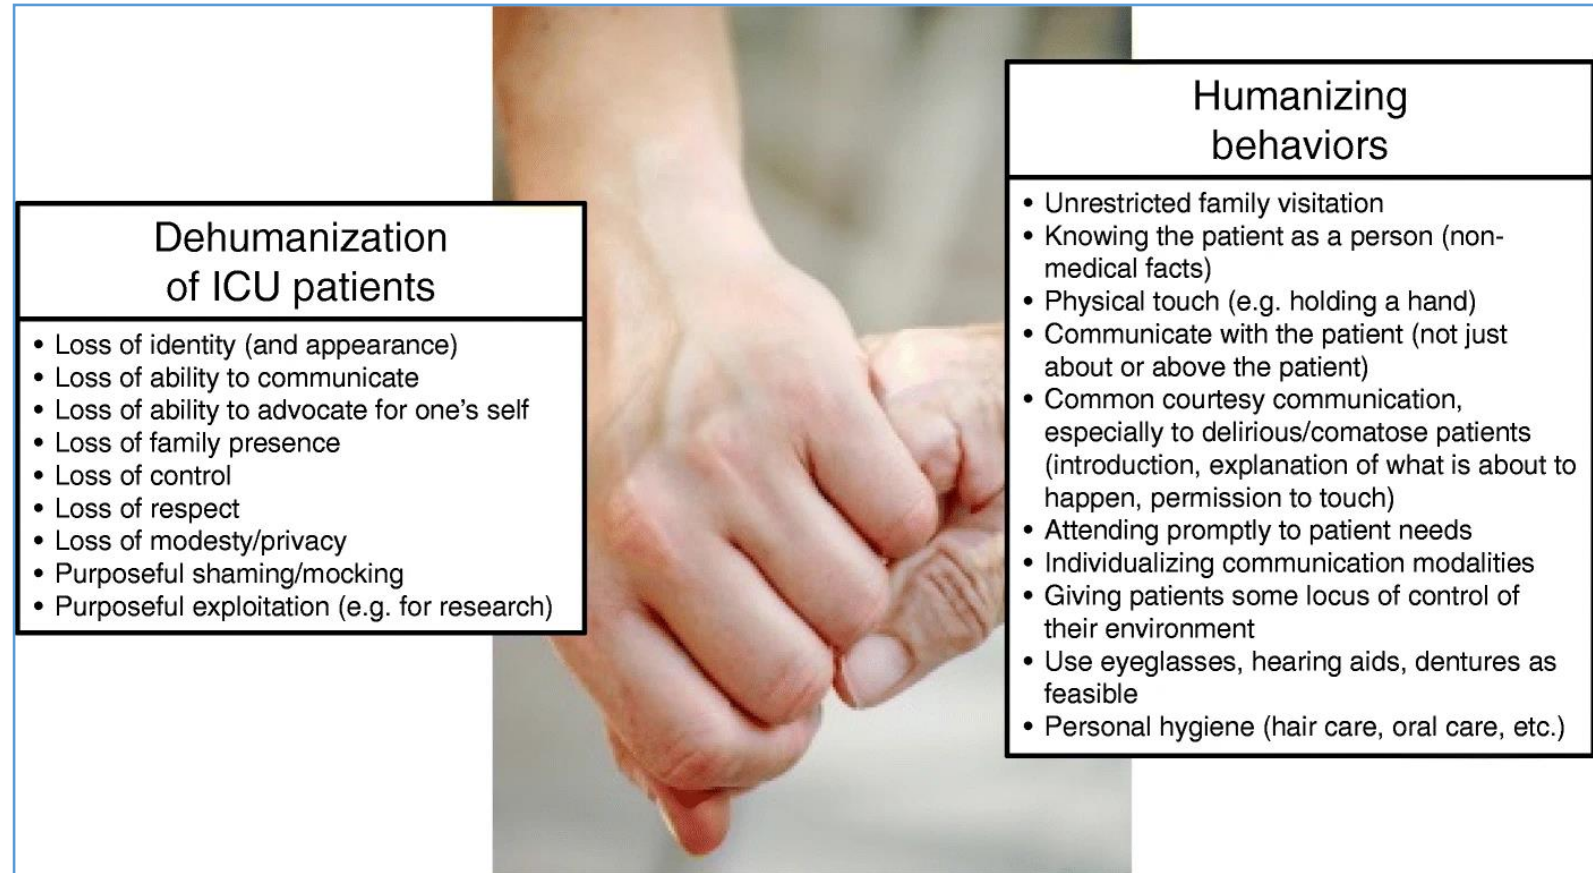 Dehumanization
of ICU patients
• Loss of identity (and appearance)
• Loss of ability to communicate
• Loss of ability to advocate for one’s self
• Loss of family presence
• Loss of control
• Loss of respect
• Loss of modesty/privacy
• Purposeful shaming/mocking
• Purposeful exploitation (e.g. for research)
Humanizing
behaviors
• Unrestricted family visitation
• Knowing the patient as a person (non-
medical facts)
• Physical touch (e.g. holding a hand)
• Communicate with the patient (not just
about or above the patient)
• Common courtesy communication,
especially to delirious/comatose patients
(introduction, explanation of what is about to
happen, permission to touch)
• Attending promptly to patient needs
• Individualizing communication modalities
• Giving patients some locus of control of
their environment
• Use eyeglasses, hearing aids, dentures as
feasible
• Personal hygiene (hair care, oral care, etc.)